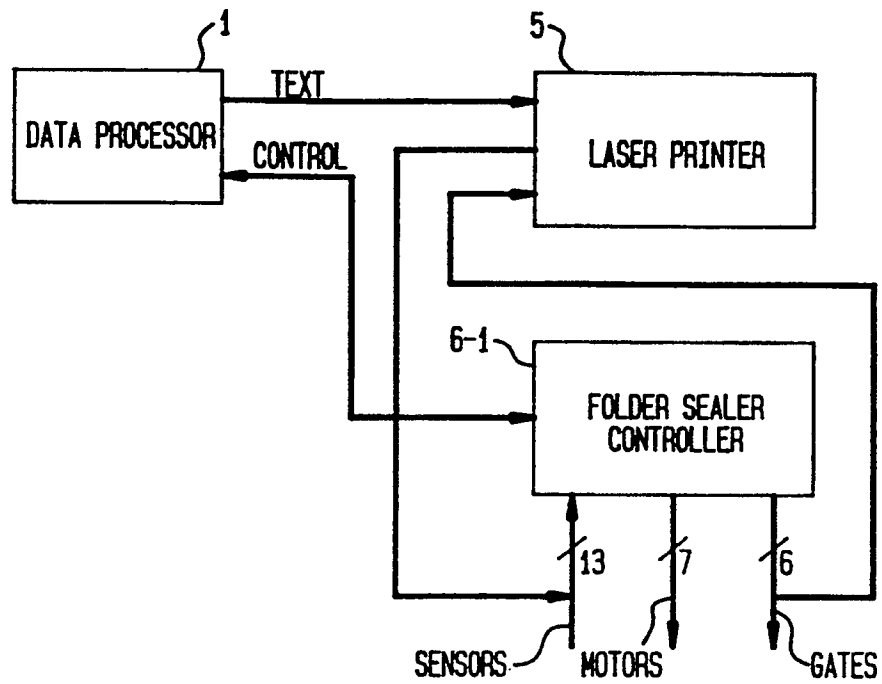 1
5
TEXT
DATA PROCESSOR
CONTROL
LASER PRINTER
6-1
FOLDER SEALER
CONTROLLER
13
7
6
SENSORS
MOTORS
GATES